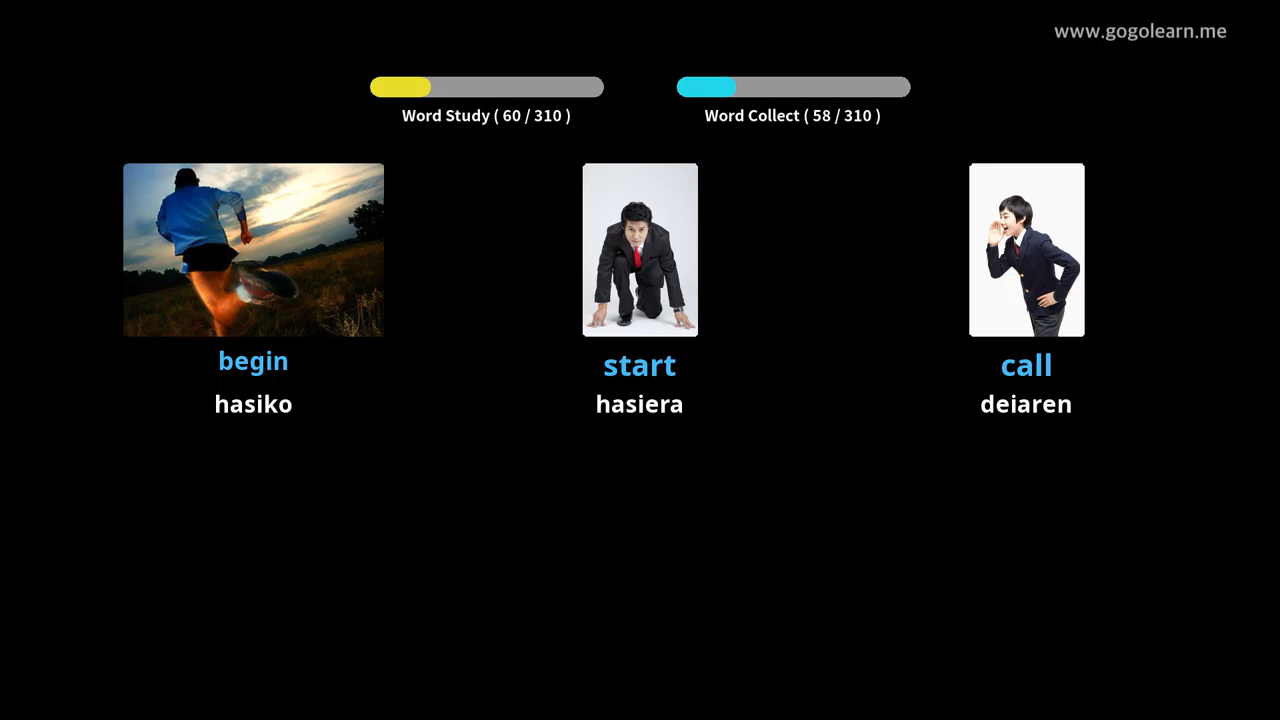 www.gogolearn.me
Word Study ( 60 / 310 )
Word Collect ( 58 / 310 )
begin
start
call
hasiko
hasiera
deiaren